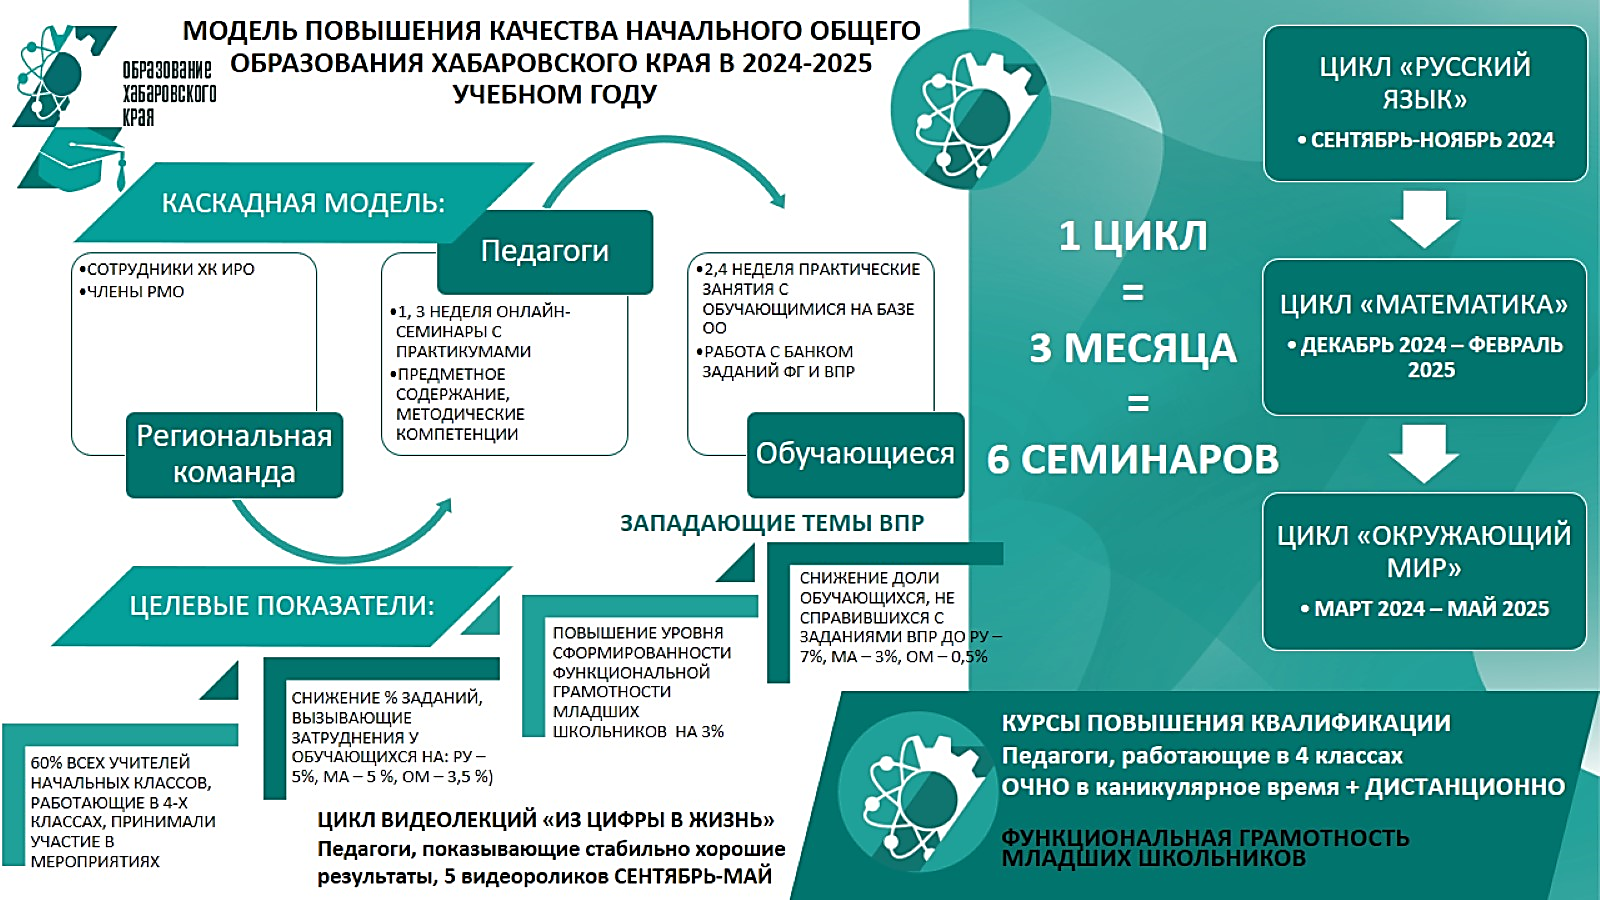 МОДЕЛЬ ПОВЫШЕНИЯ КАЧЕСТВА НАЧАЛЬНОГО ОБЩЕГО
ОБРАЗОВАНИЯ ХАБАРОВСКОГО КРАЯ В 2024-2025
УЧЕБНОМ ГОДУ
образование
хабаровского
края
КАСКАДНАЯ МОДЕЛЬ:
•СОТРУДНИКИ ХК ИРО
•ЧЛЕНЫ РМО
Региональная
команда
Педагоги
•1, 3 НЕДЕЛЯ ОНЛАЙН-
СЕМИНАРЫ С
ПРАКТИКУМАМИ
•ПРЕДМЕТНОЕ
СОДЕРЖАНИЕ,
МЕТОДИЧЕСКИЕ
КОМПЕТЕНЦИИ
•2,4 НЕДЕЛЯ ПРАКТИЧЕСКИЕ
ЗАНЯТИЯ С
ОБУЧАЮЩИМИСЯ НА БАЗЕ
ОО
•РАБОТА С БАНКОМ
ЗАДАНИЙ ФГ И ВПР
Обучающиеся
ЗАПАДАЮЩИЕ ТЕМЫ ВПР
ЦЕЛЕВЫЕ ПОКАЗАТЕЛИ:
60% ВСЕХ УЧИТЕЛЕЙ
НАЧАЛЬНЫХ КЛАССОВ,
РАБОТАЮЩИЕ В 4-Х
КЛАССАХ, ПРИНИМАЛИ
УЧАСТИЕ В
МЕРОПРИЯТИЯХ
СНИЖЕНИЕ % ЗАДАНИЙ,
ВЫЗЫВАЮЩИЕ
ЗАТРУДНЕНИЯ У
ОБУЧАЮЩИХСЯ НА: РУ –
5%, МА – 5 %, ОМ – 3,5 %)
ПОВЫШЕНИЕ УРОВНЯ
СФОРМИРОВАННОСТИ
ФУНКЦИОНАЛЬНОЙ
ГРАМОТНОСТИ
МЛАДШИХ
ШКОЛЬНИКОВ НА 3%
СНИЖЕНИЕ ДОЛИ
ОБУЧАЮЩИХСЯ, НЕ
СПРАВИВШИХСЯ С
ЗАДАНИЯМИ ВПР ДО РУ –
7%, МА – 3%, ОМ – 0,5%
ЦИКЛ ВИДЕОЛЕКЦИЙ «ИЗ ЦИФРЫ В ЖИЗНЬ»
Педагоги, показывающие стабильно хорошие
результаты, 5 видеороликов СЕНТЯБРЬ-МАЙ
1 ЦИКЛ
=
3 МЕСЯЦА
=
6 СЕМИНАРОВ
ЦИКЛ «РУССКИЙ
ЯЗЫК»
• СЕНТЯБРЬ-НОЯБРЬ 2024
ЦИКЛ «МАТЕМАТИКА»
• ДЕКАБРЬ 2024 – ФЕВРАЛЬ
2025
ЦИКЛ «ОКРУЖАЮЩИЙ
МИР»
• МАРТ 2024 – МАЙ 2025
КУРСЫ ПОВЫШЕНИЯ КВАЛИФИКАЦИИ
Педагоги, работающие в 4 классах
ОЧНО в каникулярное время + ДИСТАНЦИОННО
ФУНКЦИОНАЛЬНАЯ ГРАМОТНОСТЬ
МЛАДШИХ ШКОЛЬНИКОВ